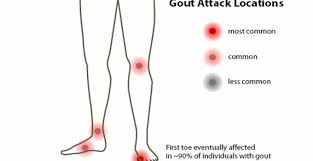 Gout Attack Locations
most common
common
less common
First toe eventually affected
in ~90% of individuals with gout